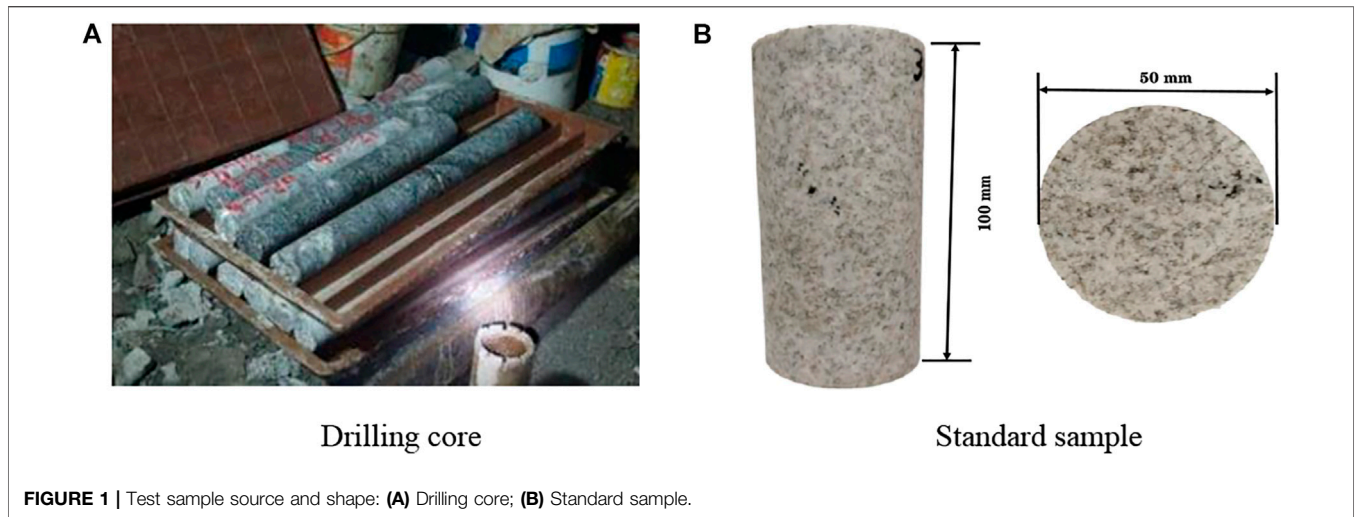 A
B
50 mm
100 mm
Drilling core
Standard sample
FIGURE 1 | Test sample source and shape: (A) Drilling core; (B) Standard sample.